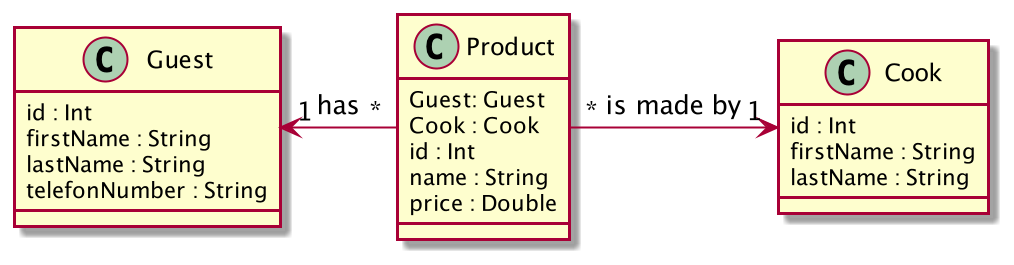 C Guest
id : Int
firstName : String
lastName : String
telefonNumber : String
1 has *
C Product
Guest: Guest
Cook : Cook
id : Int
name : String
price : Double
* is made by 1
C Cook
id : Int
firstName : String
lastName : String